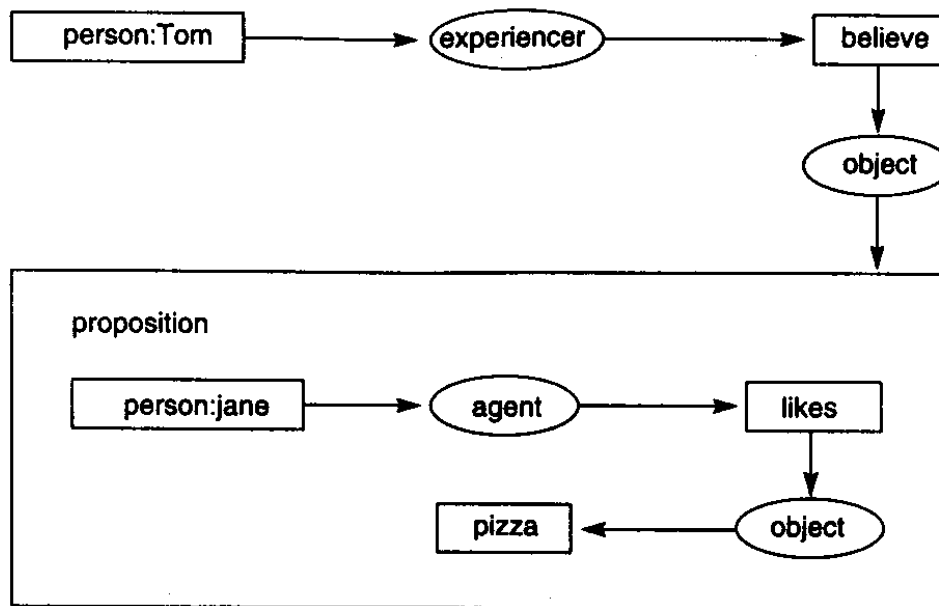 person:Tom
experiencer
believe
object
proposition
person:jane
agent
likes
pizza
object